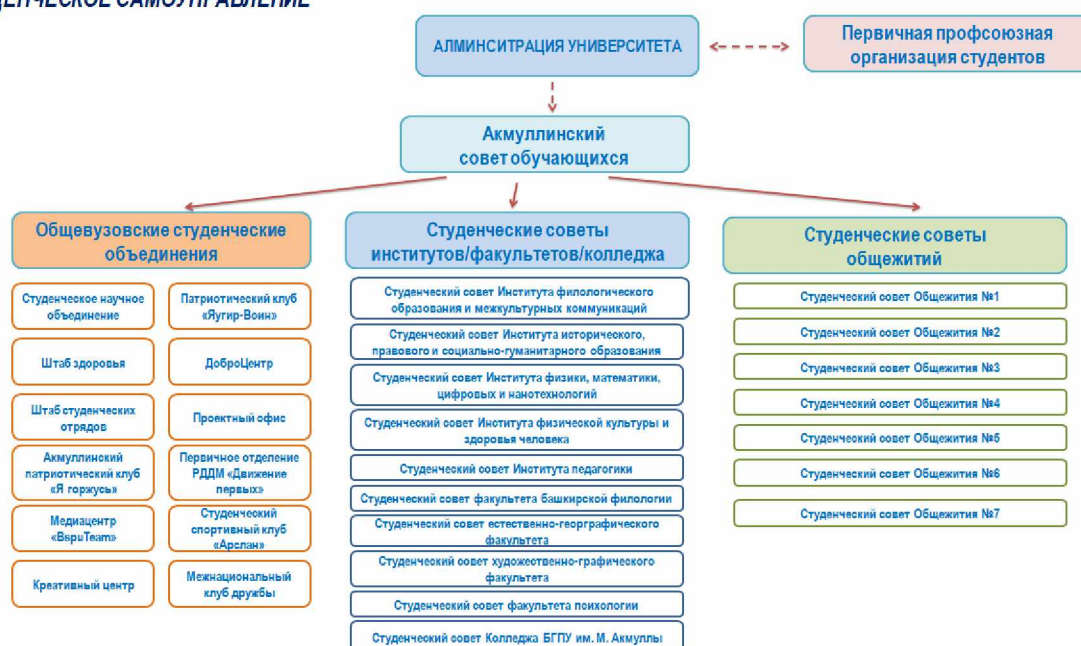 ДЕНЧЕСКОЕ САМОУПРАВЛЕНИЕ
АЛМИНСИТРАЦИЯ УНИВЕРСИТЕТА
Первичная профсоюзная
организация студентов
Акмуллинский
совет обучающихся
Общевузовские студенческие
объединения
Студенческое научное
объединение
Патриотический клуб
«Яугир-Воин»
Штаб здоровья
ДоброЦентр
Штаб студенческих
отрядов
Проектный офис
Акмуллинский
патриотический клуб
«Я горжусь»
Первичное отделение
РДДМ «Движение
первых»
Медиацентр
«BspuTeam»
Студенческий
спортивный клуб
«Арслан»
Креативный центр
Межнациональный
клуб дружбы
Студенческие советы
институтов/факультетов/колледжа
Студенческий совет Института филологического
образования и межкультурных коммуникаций
Студенческий совет Института исторического,
правового и социально-гуманитарного образования
Студенческий совет Института физики, математики,
цифровых и нанотехнологий
Студенческий совет Института физической культуры и
здоровья человека
Студенческий совет Института педагогики
Студенческий совет факультета башкирской филологии
Студенческий совет естественно-георграфического
факультета
Студенческий совет художественно-графического
факультета
Студенческий совет факультета психологии
Студенческий совет Колледжа БГПУ им. М. Акмуллы
Студенческие советы
общежитий
Студенческий совет Общежития №1
Студенческий совет Общежития №2
Студенческий совет Общежития №3
Студенческий совет Общежития №4
Студенческий совет Общежития №5
Студенческий совет Общежития №6
Студенческий совет Общежития №7